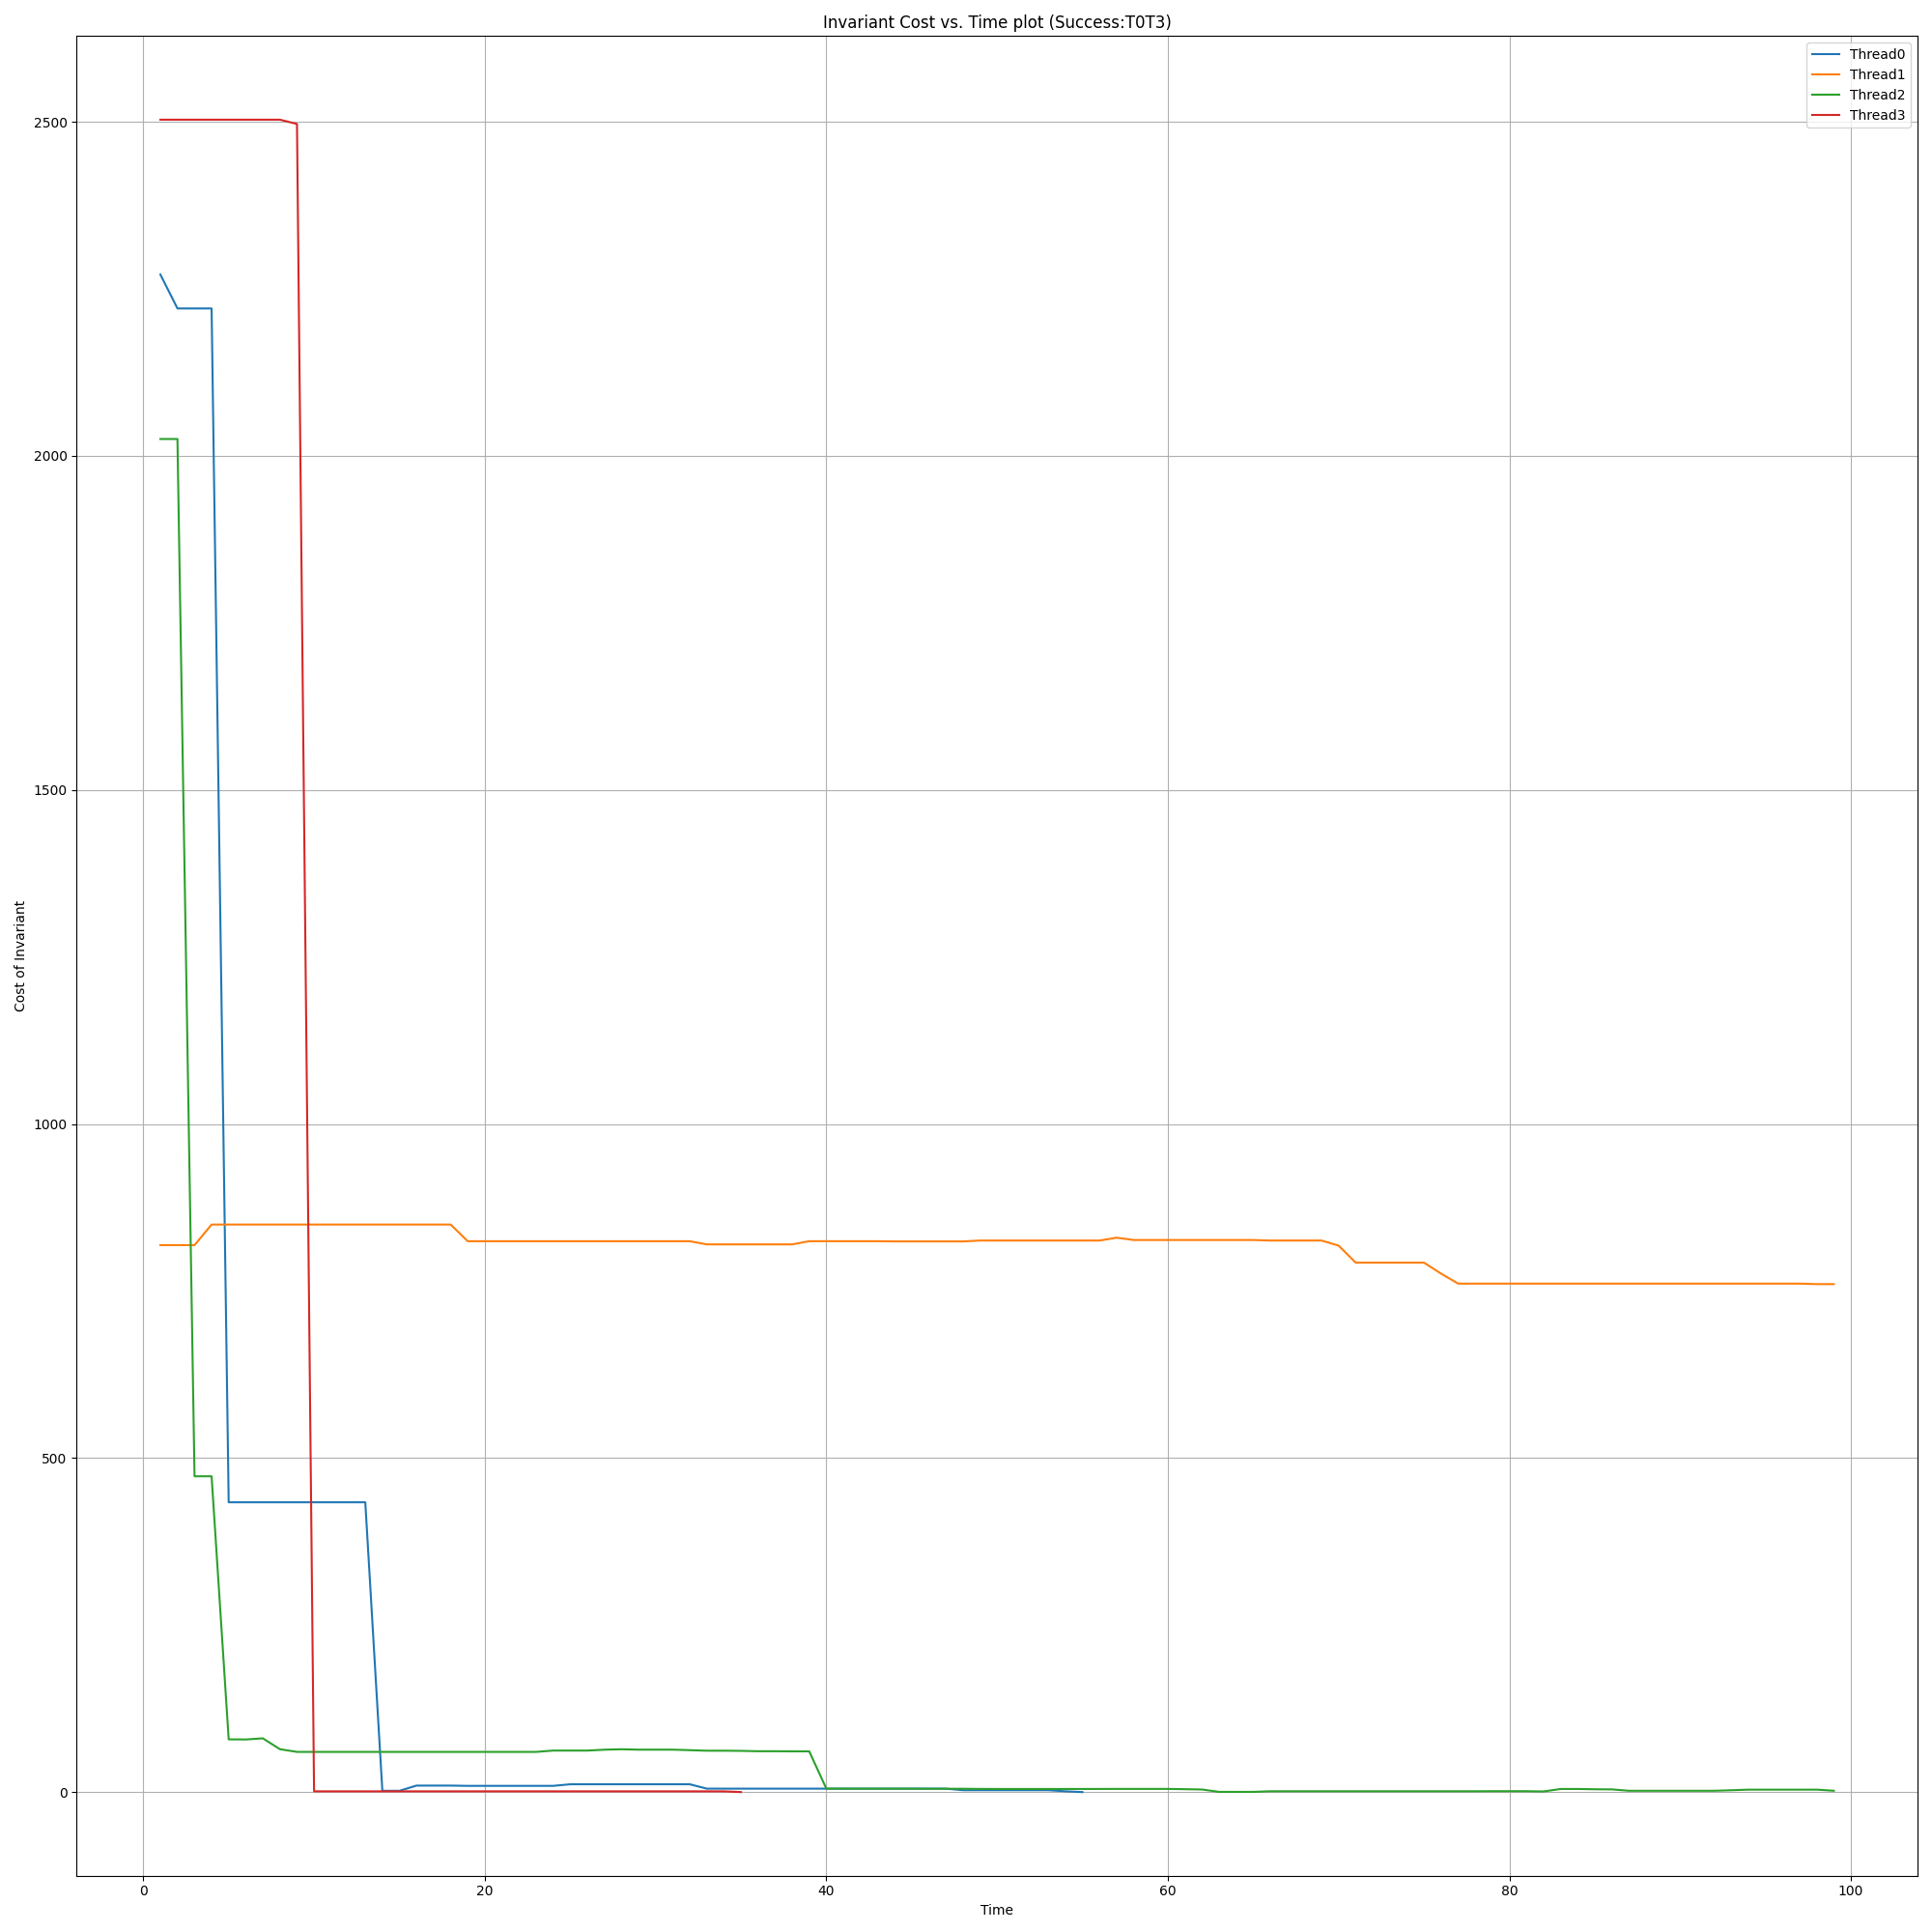 Invariant Cost vs. Time plot (Success:T0T3)
Thread0
Thread1
Thread2
Thread3
2500
2000
1500
1000
500
0
Cost of Invariant
0 20 40 60 80 100
Time